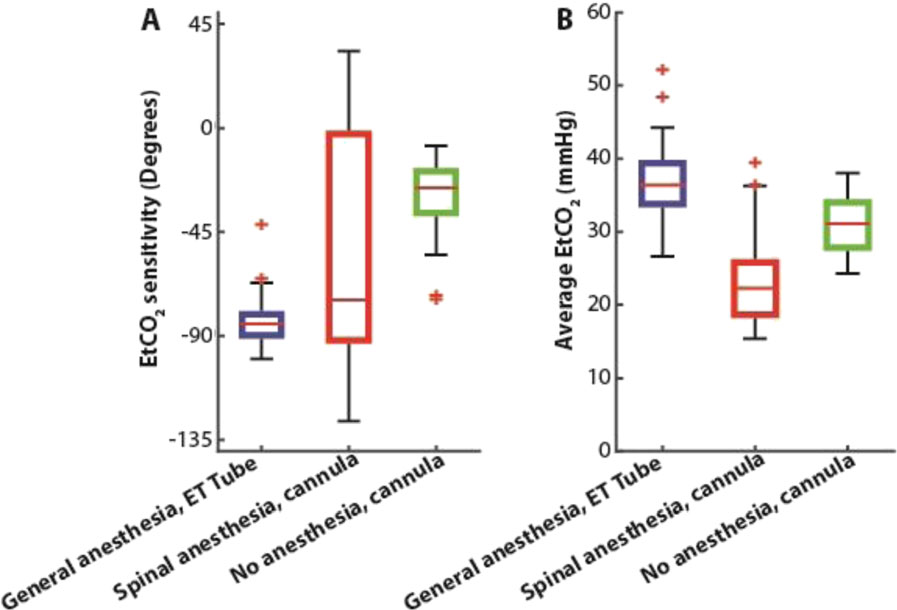 A
EtCO2 sensitivity (Degrees)
45
0
-45
-90
-135
General anesthesia, ET Tube
Spinal anesthesia, cannula
No anesthesia, cannula
B
Average EtCO2 (mmHg)
60
50
40
30
20
10
0
General anesthesia, ET Tube
Spinal anesthesia, cannula
No anesthesia, cannula